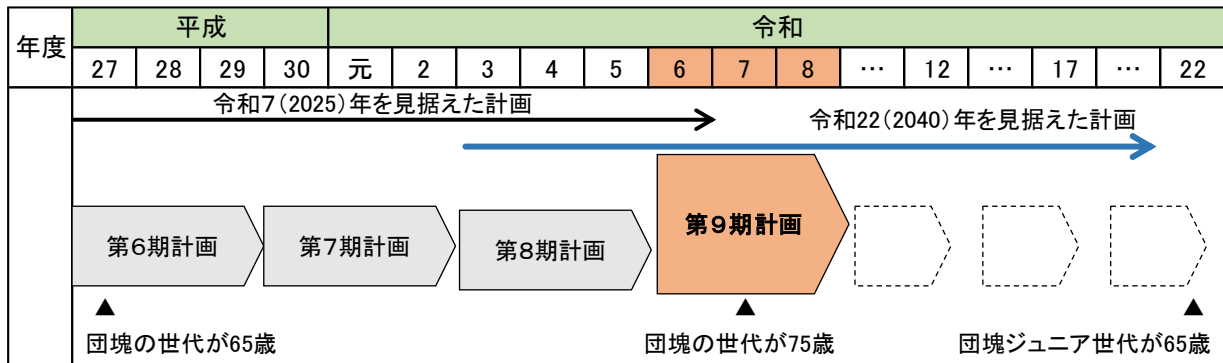 年度 平成 令和
27 28 29 30 元 2 3 4 5 6 7 8 … 12 … 17 … 22
令和7(2025)年を見据えた計画
令和22(2040)年を見据えた計画
第6期計画 第7期計画 第8期計画 第9期計画
▲ ▲ ▲
団塊の世代が65歳 団塊の世代が75歳 団塊ジュニア世代が65歳